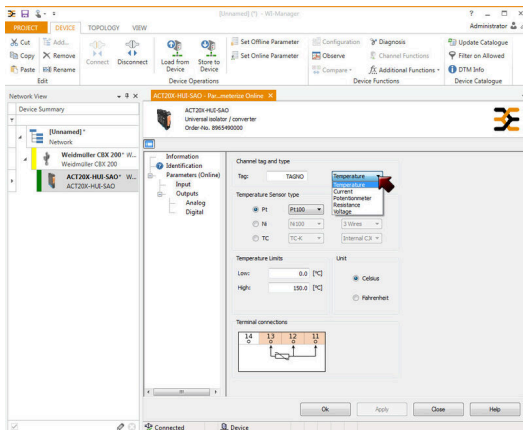 [Unnamed] (*) - WI-Manager
PROJECT DEVICE TOPOLOGY VIEW Administrator
Cut Add...
Copy Remove
Paste Rename
Edit
Connect Disconnect
Load from Device Store to Device
Device Operations
Set Offline Parameter
Set Online Parameter
Configuration Diagnosis
Observe Channel Functions
Compare Additional Functions
Device Functions
Update Catalogue
Filter on Allowed
DTM Info
Device Catalogue
Network View
Device Summary
[Unnamed]*
Network
Weidmüller CBX 200* W...
Weidmüller CBX 200
ACT20X-HUI-SAO* W...
ACT20X-HUI-SAO
ACT20X-HUI-SAO - Par...meterize Online
ACT20X-HUI-SAO
Universal isolator / converter
Order-No. 8965490000
Information
Identification
Parameters (Online)
Input
Outputs
Analog
Digital
Channel tag and type
Tag: TAGNO Temperature
Temperature
Current
Potentionmeter
Resistance
Voltage
Temperature Sensor type
Pt Pt100
Ni Ni100 3 Wires
TC TC-K Internal CJC
Temperature Limits
Low: 0.0 [°C]
High: 150.0 [°C]
Unit
Celsius
Fahrenheit
Terminal connections
14 13 12 11
Ok Apply Close Help
Connected Device